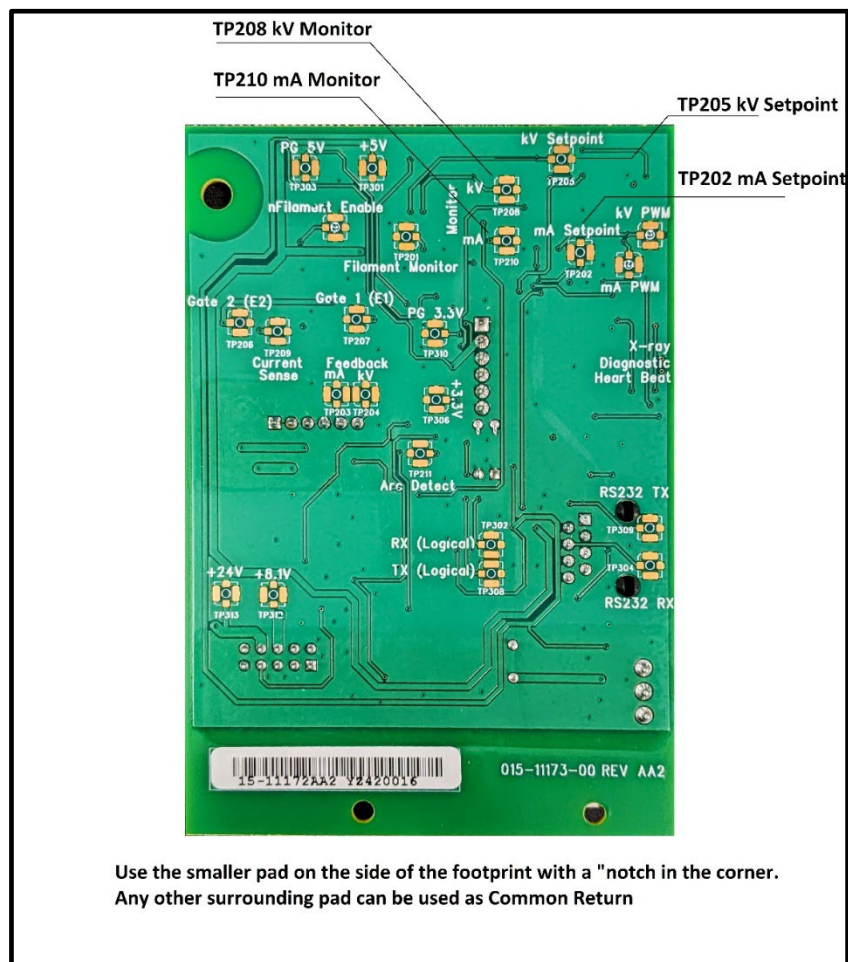 TP208 kV Monitor
TP210 mA Monitor
TP205 kV Setpoint
TP202 mA Setpoint
kV Setpoint
PG 5V
+5V
TP303
TP301
TP205
kV
TP208
nFilament Enable
Monitor
kV PWM
mA Setpoint
mA
TP201
TP210
TP202
Filament Monitor
mA PWM
Gate 2 (E2)
Gate 1 (E1)
PG 3.3V
TP206
TP209
TP207
TP310
Current
Sense
X-ray
Diagnostic
Heart Beat
Feedback
mA
kV
+3.3V
TP203
TP204
TP306
TP211
Arc Detect
RS232 TX
TP302
TP309
RX (Logical)
TX (Logical)
TP304
TP308
+24V
+8.1V
RS232 RX
TP313
015-11173-00 REV AA2
15-11172AA2 YZ420016
Use the smaller pad on the side of the footprint with a "notch in the corner.
Any other surrounding pad can be used as Common Return